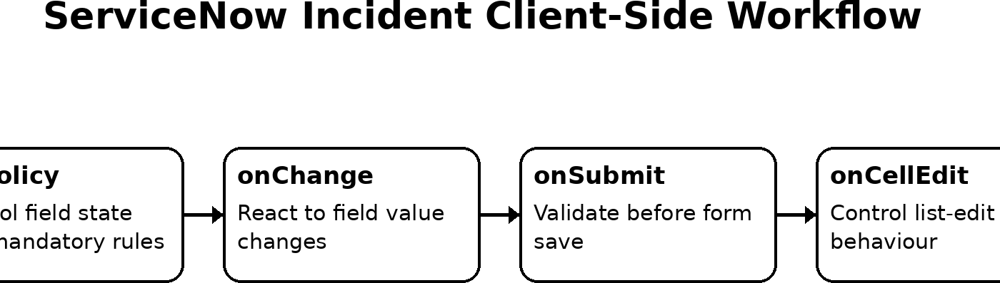 ServiceNow Incident Client-Side Workflow
olicy
ol field state
mandatory rules
onChange
React to field value
changes
onSubmit
Validate before form
save
onCellEdit
Control list-edit
behaviour